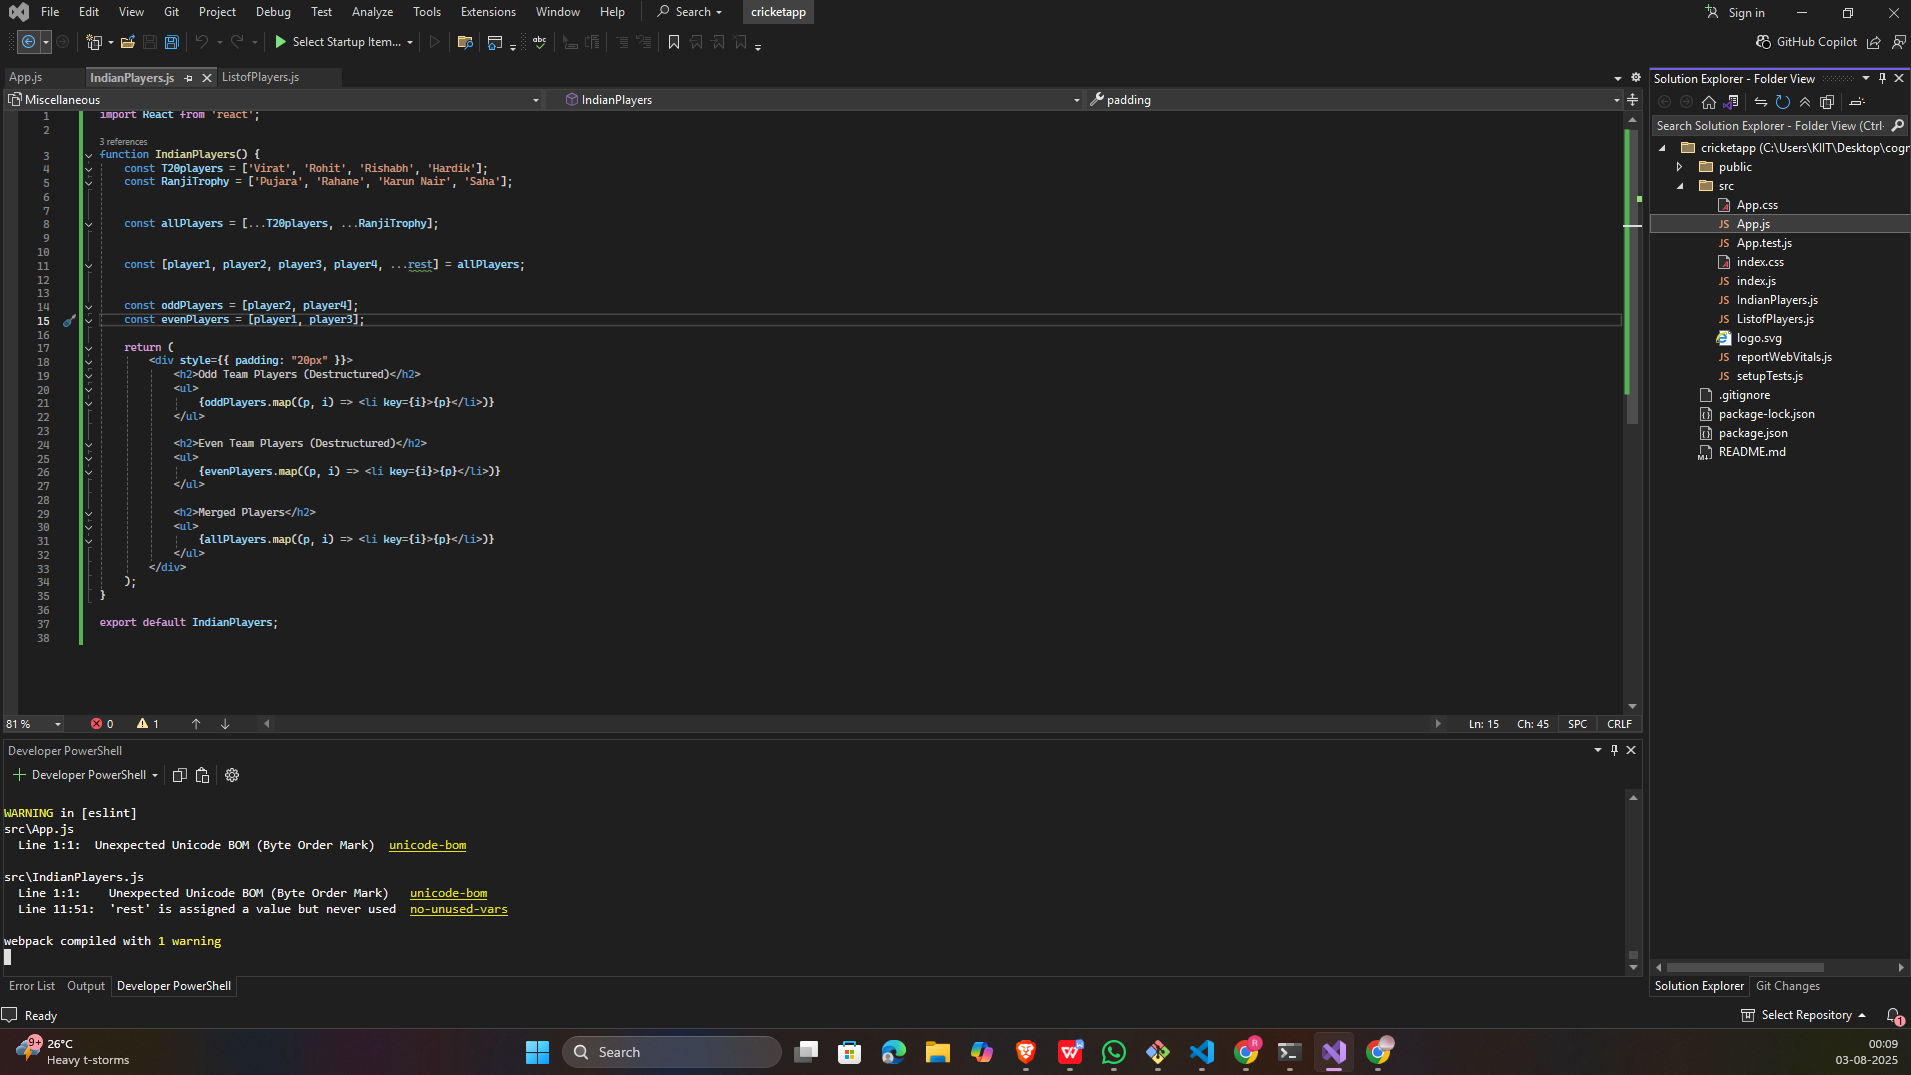 File Edit View Git Project Debug Test Analyze Tools Extensions Window Help Search cricketapp Sign in
Select Startup Item... GitHub Copilot
App.js IndianPlayers.js ListofPlayers.js
Miscellaneous IndianPlayers padding
1 import React from 'react';
2
3 references
3 function IndianPlayers() {
4 const T20players = ['Virat', 'Rohit', 'Rishabh', 'Hardik'];
5 const RanjiTrophy = ['Pujara', 'Rahane', 'Karun Nair', 'Saha'];
6
7
8 const allPlayers = [...T20players, ...RanjiTrophy];
9
10
11 const [player1, player2, player3, player4, ...rest] = allPlayers;
12
13
14 const oddPlayers = [player2, player4];
15 const evenPlayers = [player1, player3];
16
17 return (
18 <div style={{ padding: "20px" }}>
19 <h2>Odd Team Players (Destructured)</h2>
20 <ul>
21 {oddPlayers.map((p, i) => <li key={i}>{p}</li>)}
22 </ul>
23
24 <h2>Even Team Players (Destructured)</h2>
25 <ul>
26 {evenPlayers.map((p, i) => <li key={i}>{p}</li>)}
27 </ul>
28
29 <h2>Merged Players</h2>
30 <ul>
31 {allPlayers.map((p, i) => <li key={i}>{p}</li>)}
32 </ul>
33 </div>
34 );
35 }
36
37 export default IndianPlayers;
38
81 % 0 1 Ln: 15 Ch: 45 SPC CRLF
Developer PowerShell
Developer PowerShell
WARNING in [eslint]
src\App.js
Line 1:1: Unexpected Unicode BOM (Byte Order Mark) unicode-bom
src\IndianPlayers.js
Line 1:1: Unexpected Unicode BOM (Byte Order Mark) unicode-bom
Line 11:51: 'rest' is assigned a value but never used no-unused-vars
webpack compiled with 1 warning
Error List Output Developer PowerShell
Solution Explorer - Folder View
Search Solution Explorer - Folder View (Ctrl-
cricketapp (C:\Users\KIIT\Desktop\cogn
public
src
App.css
JS App.js
JS App.test.js
index.css
JS index.js
JS IndianPlayers.js
JS ListofPlayers.js
logo.svg
JS reportWebVitals.js
JS setupTests.js
.gitignore
package-lock.json
package.json
README.md
Solution Explorer Git Changes
Ready Select Repository 1
9+ 26°C
Heavy t-storms
Search
00:09
03-08-2025